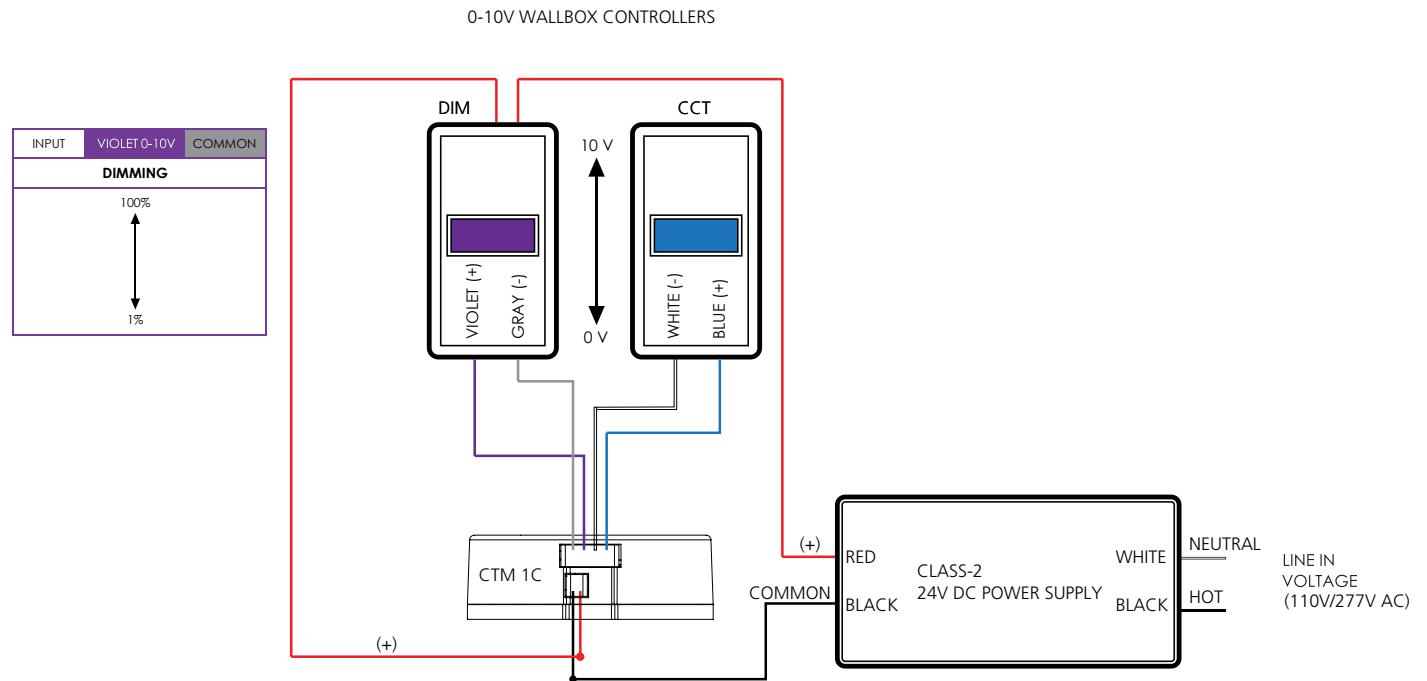 0-10V WALLBOX CONTROLLERS
DIM
CCT
INPUT
VIOLET 0-10V
COMMON
DIMMING
100%
1%
10 V
0 V
VIOLET (+)
GRAY (-)
WHITE (-)
BLUE (+)
CTM 1C
(+)
(+)
COMMON
RED
BLACK
CLASS-2
24V DC POWER SUPPLY
WHITE
BLACK
NEUTRAL
HOT
LINE IN
VOLTAGE
(110V/277V AC)